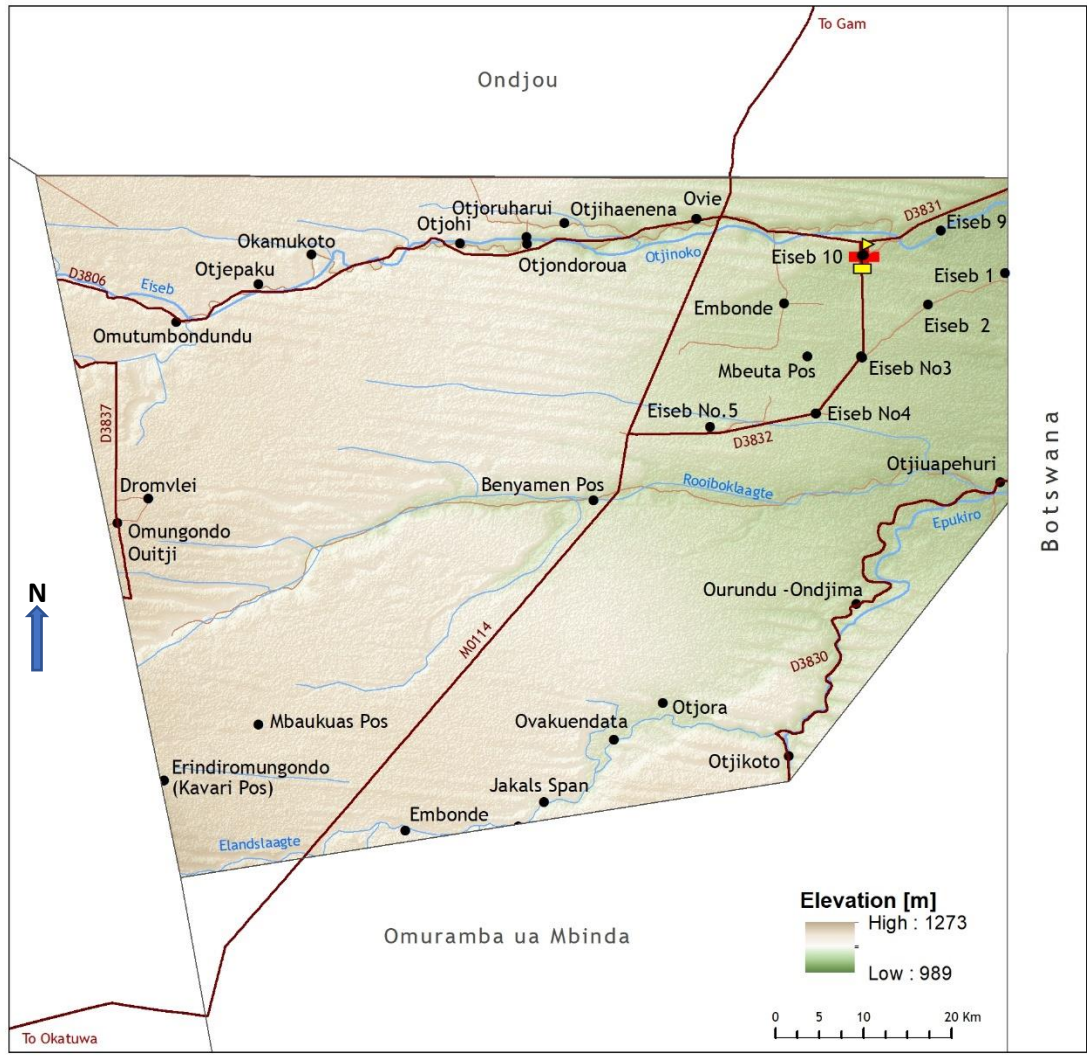 To Gam
Ondjou
Ovie
D3831
Otjoruharui
Otjihaenena
Eiseb 9
Otjohi
Okamukoto
Otjondoroua
Otjinoko
Eiseb 10
D3806
Otjepaku
Eiseb 1
Eiseb
Embonde
Eiseb 2
Omutumbondundu
Mbeuta Pos
Eiseb No3
D3837
Eiseb No.5
Eiseb No4
D3832
Otjiuapehuri
Dromvlei
Benyamen Pos
Rooiboklaagte
Botswana
Omungondo
Ouitji
Epukiro
N
Ourundu -Ondjima
M0114
D3830
Mbaukuas Pos
Otjora
Ovakuendata
Otjikoto
Erindiromungondo
(Kavari Pos)
Jakals Span
Embonde
Elandslaagte
Elevation [m]
High : 1273
Low : 989
Omuramba ua Mbinda
0 5 10 20 Km
To Okatuwa